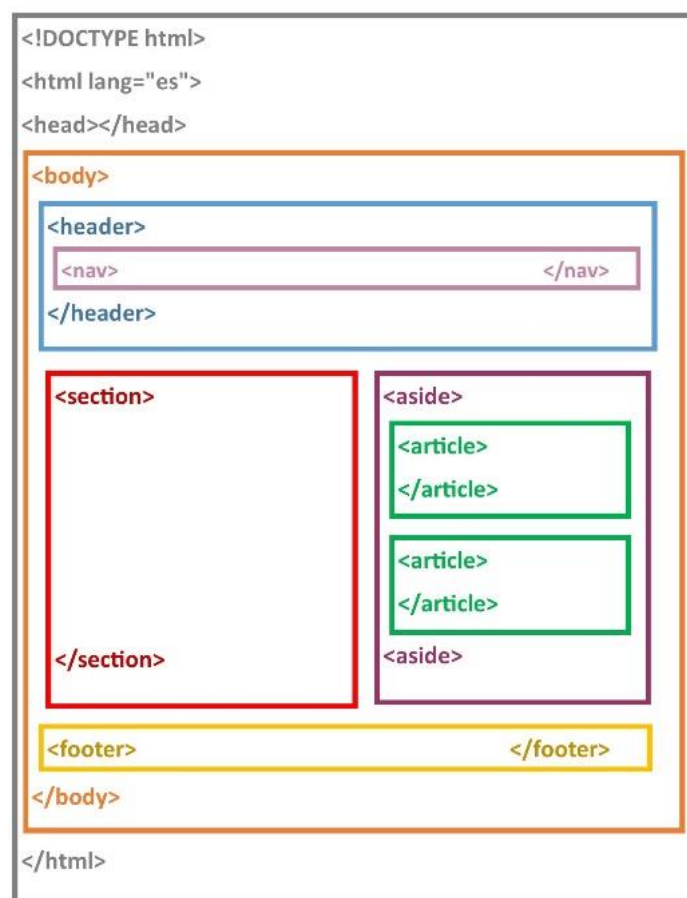 <!DOCTYPE html>
<html lang="es">
<head></head>
<body>
<header>
<nav> </nav>
</header>
<section>
</section>
<aside>
<article>
</article>
<article>
</article>
<aside>
<footer> </footer>
</body>
</html>